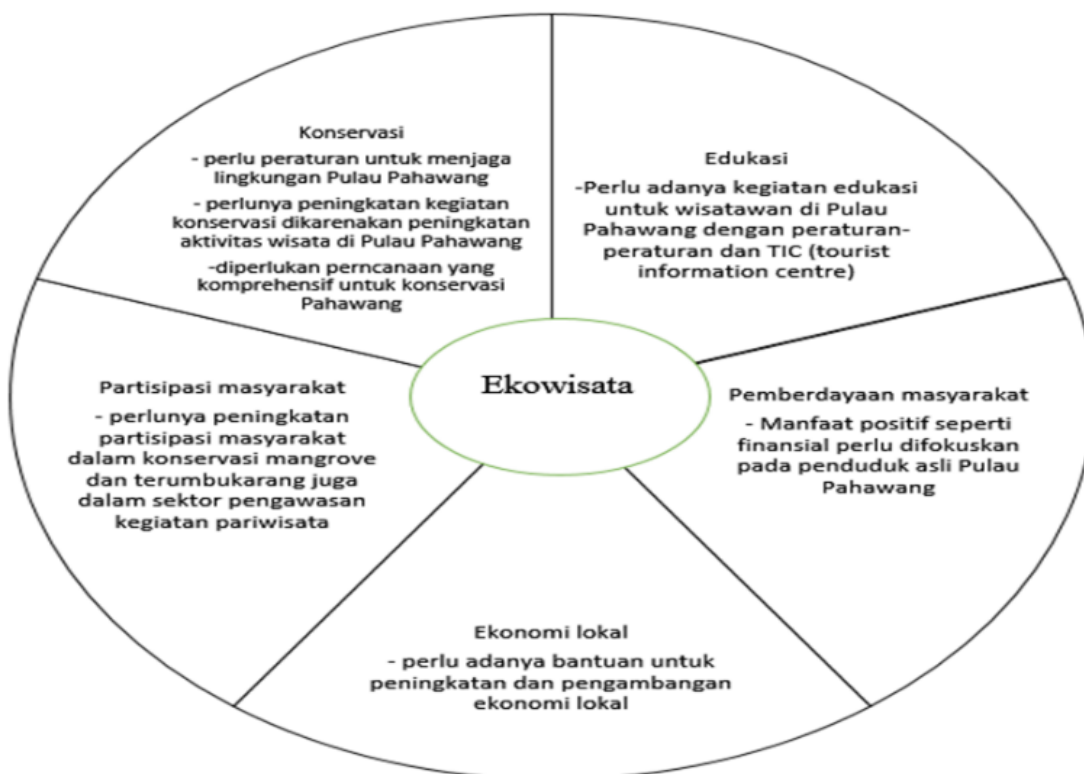 Konservasi
- perlu peraturan untuk menjaga
lingkungan Pulau Pahawang
- perlunya peningkatan kegiatan
konservasi dikarenakan peningkatan
aktivitas wisata di Pulau Pahawang
-diperlukan perncanaan yang
komprehensif untuk konservasi
Pahawang
Edukasi
-Perlu adanya kegiatan edukasi
untuk wisatawan di Pulau
Pahawang dengan peraturan-
peraturan dan TIC (tourist
information centre)
Ekowisata
Partisipasi masyarakat
- perlunya peningkatan
partisipasi masyarakat
dalam konservasi mangrove
dan terumbukarang juga
dalam sektor pengawasan
kegiatan pariwisata
Pemberdayaan masyarakat
- Manfaat positif seperti
finansial perlu difokuskan
pada penduduk asli Pulau
Pahawang
Ekonomi lokal
- perlu adanya bantuan untuk
peningkatan dan pengambangan
ekonomi lokal